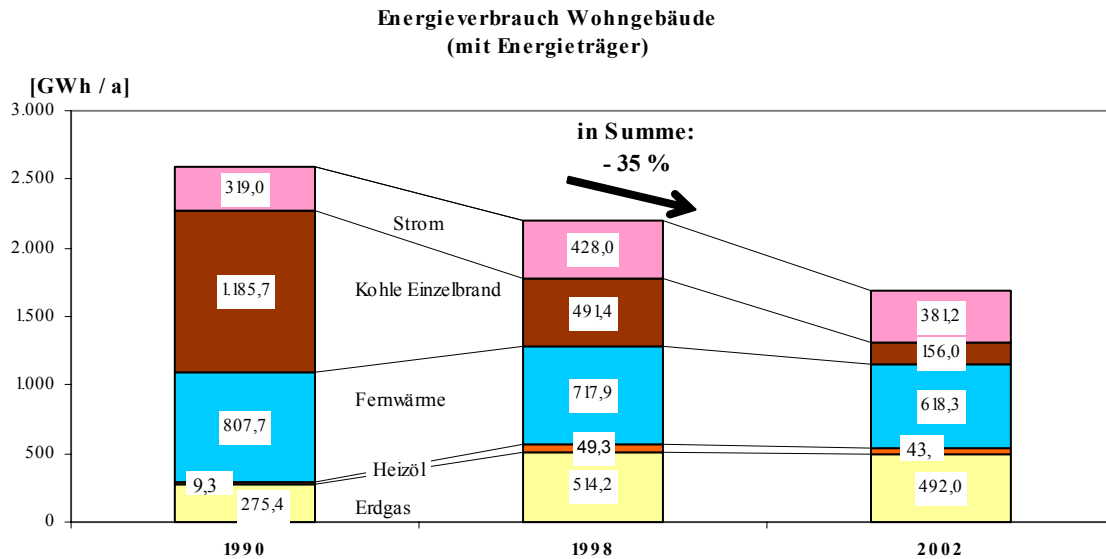 Energieverbrauch Wohngebäude
(mit Energieträger)
[GWh / a]
3.000
2.500
2.000
1.500
1.000
500
0
in Summe:
- 35 %
319,0
1.185,7
807,7
9,3
275,4
Strom
Kohle Einzelbrand
Fernwärme
Heizöl
Erdgas
428,0
491,4
717,9
49,3
514,2
381,2
156,0
618,3
43,
492,0
1990
1998
2002